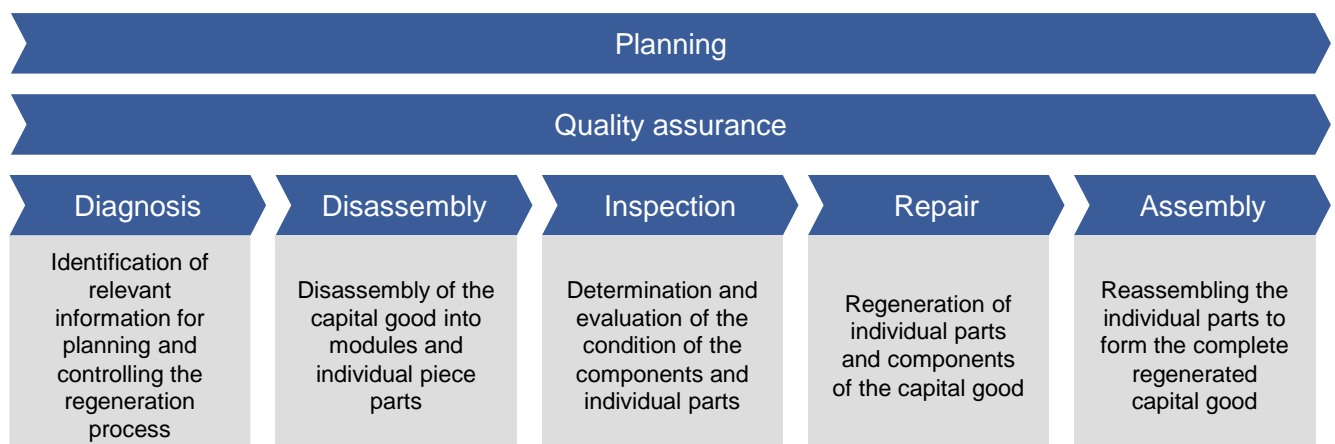 Planning
Quality assurance
Diagnosis
Disassembly
Inspection
Repair
Assembly
Identification of
relevant
information for
planning and
controlling the
regeneration
process
Disassembly of the
capital good into
modules and
individual piece
parts
Determination and
evaluation of the
condition of the
components and
individual parts
Regeneration of
individual parts
and components
of the capital good
Reassembling the
individual parts to
form the complete
regenerated
capital good